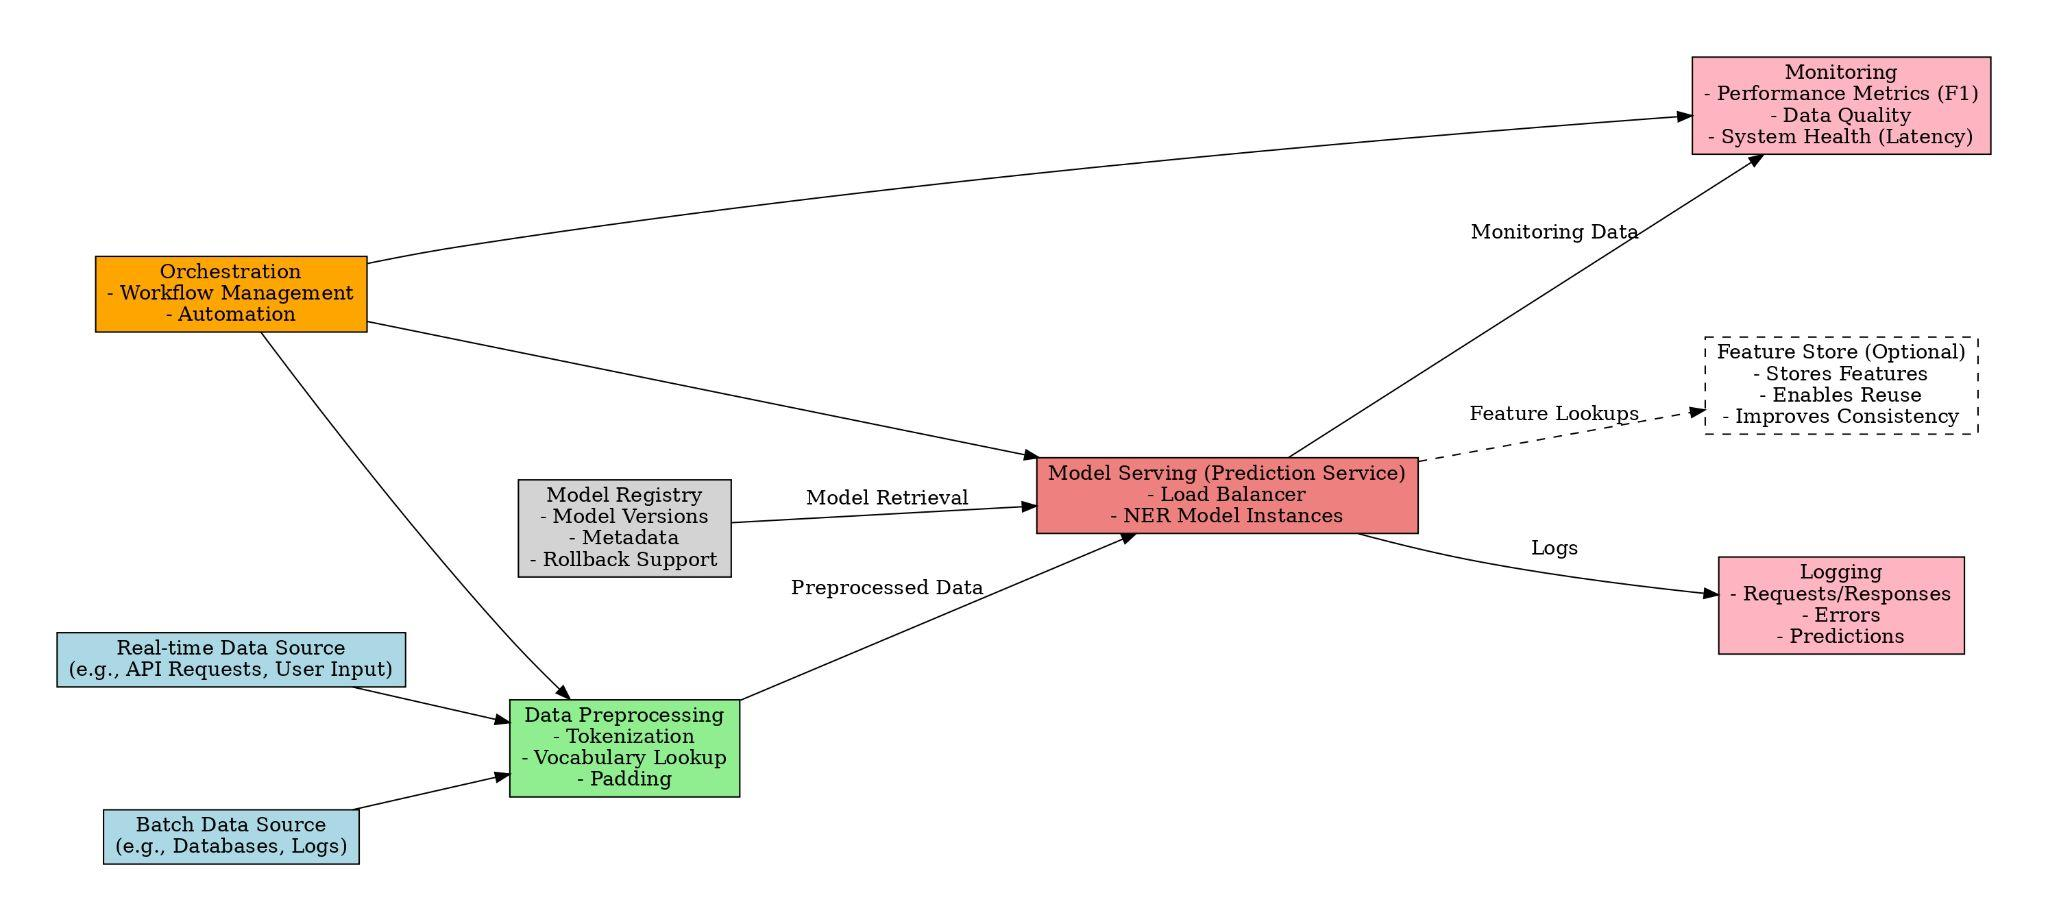 Monitoring
- Performance Metrics (F1)
- Data Quality
- System Health (Latency)
Monitoring Data
Orchestration
- Workflow Management
- Automation
Feature Store (Optional)
- Stores Features
- Enables Reuse
- Improves Consistency
Feature Lookups
Model Serving (Prediction Service)
- Load Balancer
- NER Model Instances
Model Registry
- Model Versions
- Metadata
- Rollback Support
Model Retrieval
Preprocessed Data
Logs
Logging
- Requests/Responses
- Errors
- Predictions
Real-time Data Source
(e.g., API Requests, User Input)
Data Preprocessing
- Tokenization
- Vocabulary Lookup
- Padding
Batch Data Source
(e.g., Databases, Logs)